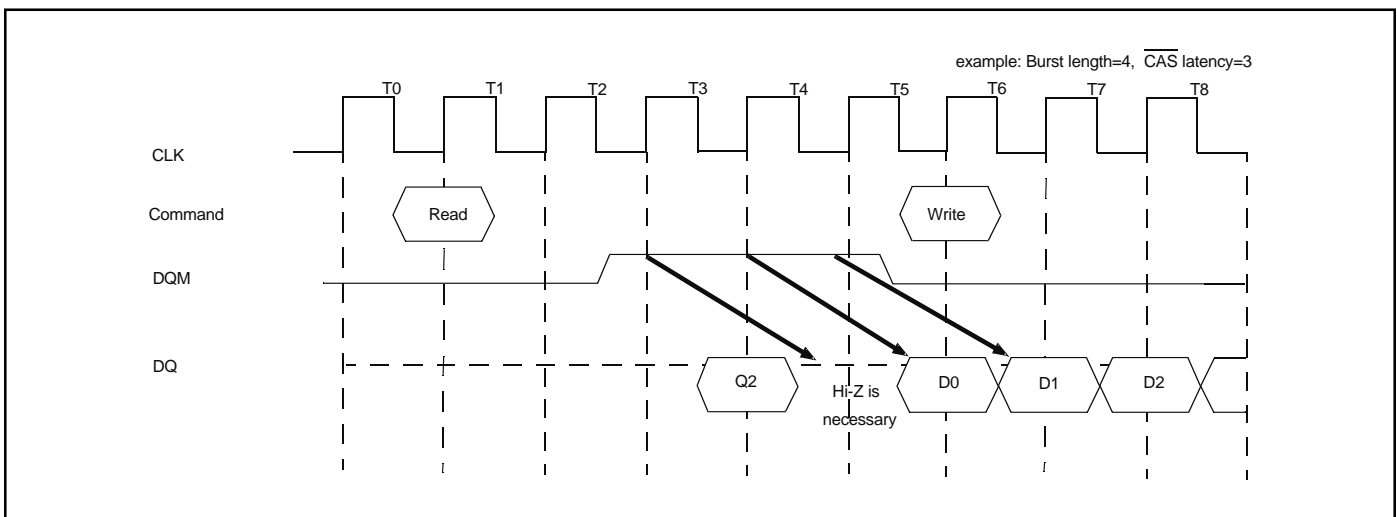 example: Burst length=4, CAS latency=3
T0 T1 T2 T3 T4 T5 T6 T7 T8
CLK
Command Read Write
DQM
DQ Q2 D0 D1 D2
Hi-Z is
necessary